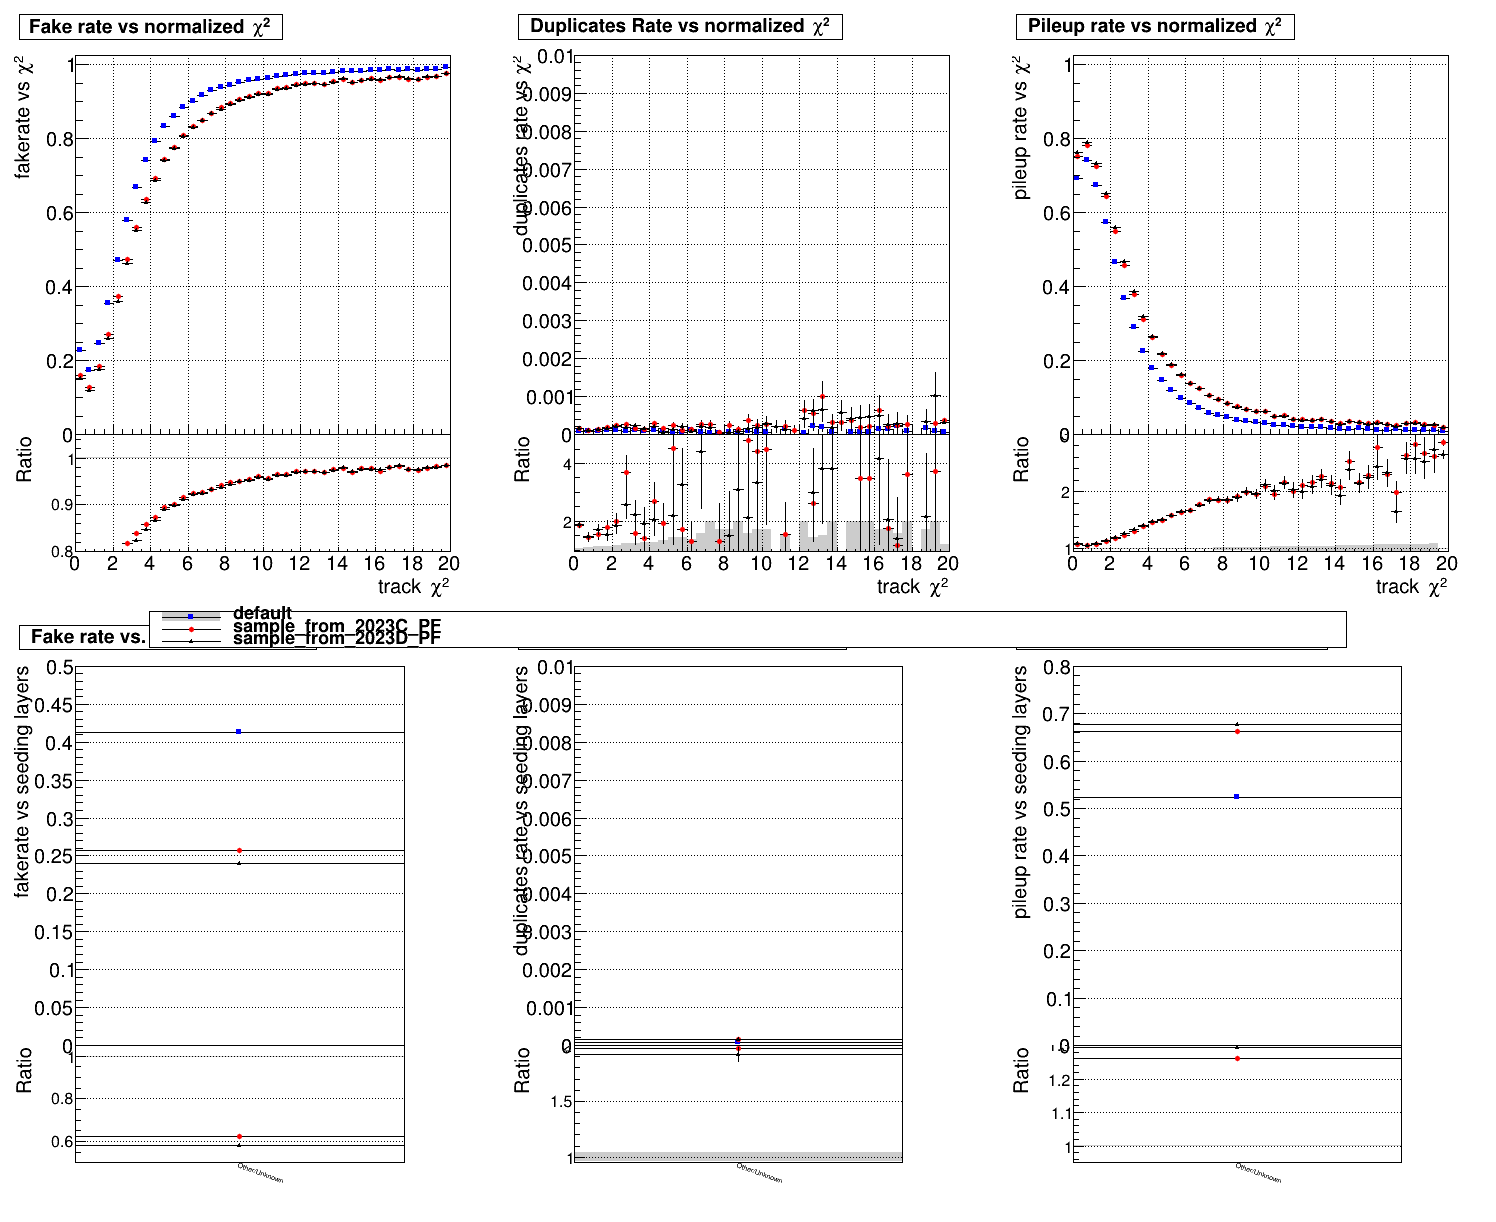 Fake rate vs normalized χ²
Duplicates Rate vs normalized χ²
Pileup rate vs normalized χ²
fakerate vs χ²
1
0.8
0.6
0.4
0.2
0
Ratio
1
0.9
0.8
0 2 4 6 8 10 12 14 16 18 20
track χ²
duplicates rate vs χ²
0.01
0.009
0.008
0.007
0.006
0.005
0.004
0.003
0.002
0.001
0
Ratio
4
2
0 2 4 6 8 10 12 14 16 18 20
track χ²
pileup rate vs χ²
1
0.8
0.6
0.4
0.2
0
Ratio
2
1
0 2 4 6 8 10 12 14 16 18 20
track χ²
default
sample_from_2023C_PF
sample_from_2023D_PF
Fake rate vs.
fakerate vs seeding layers
0.5
0.45
0.4
0.35
0.3
0.25
0.2
0.15
0.1
0.05
0
Ratio
1
0.8
0.6
Other/Unknown
duplicates rate vs seeding layers
0.01
0.009
0.008
0.007
0.006
0.005
0.004
0.003
0.002
0.001
0
Ratio
2
1.5
1
Other/Unknown
pileup rate vs seeding layers
0.8
0.7
0.6
0.5
0.4
0.3
0.2
0.1
0
Ratio
1.2
1.1
1
Other/Unknown